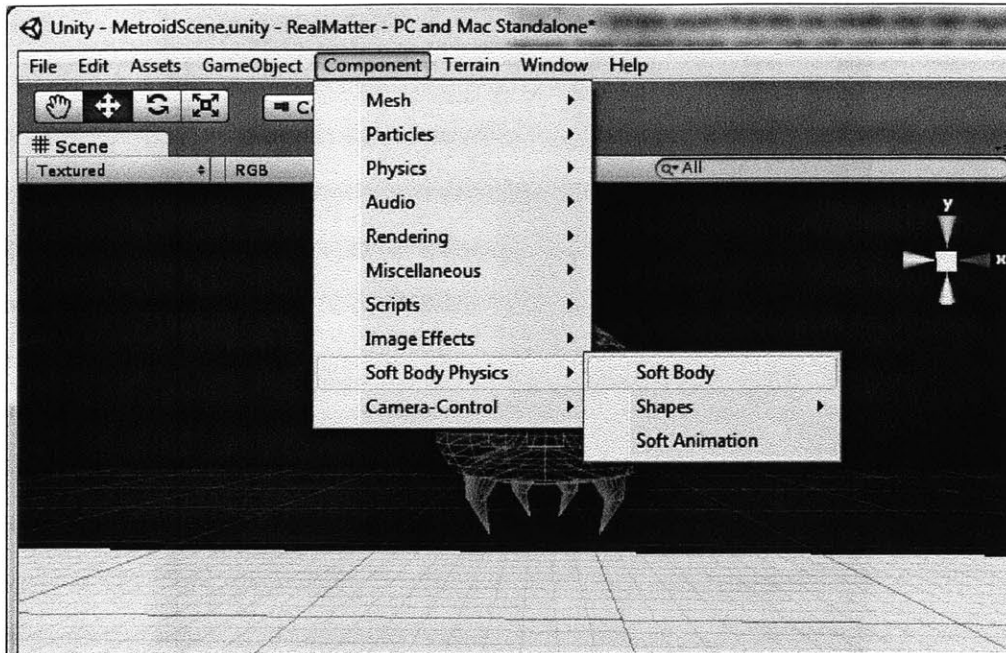 Unity - MetroidScene.unity - RealMatter - PC and Mac Standalone*
File Edit Assets GameObject Component Terrain Window Help
Mesh
Particles
# Scene
Textured RGB All
Physics
Audio
Rendering
Miscellaneous
Scripts
Image Effects
Soft Body Physics
Camera-Control
Soft Body
Shapes
Soft Animation
y
x